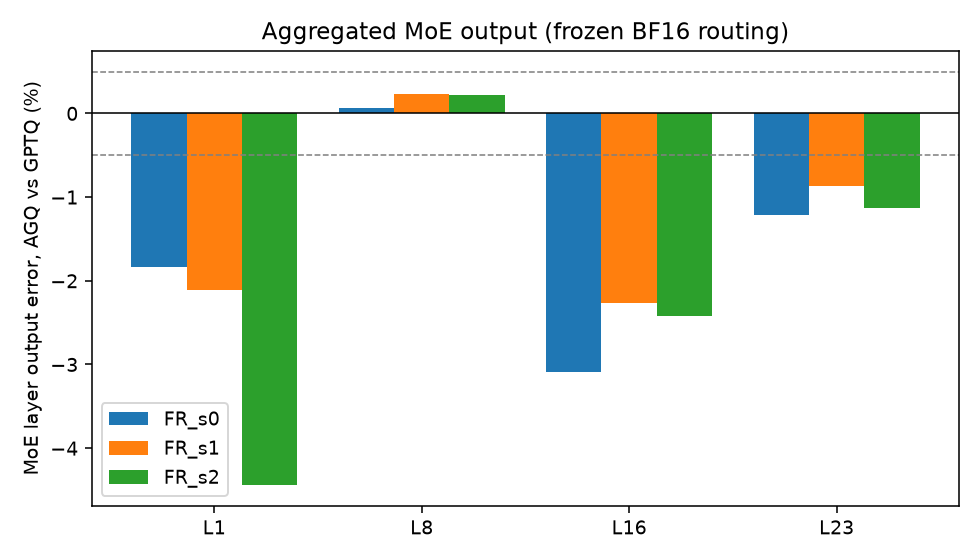 Aggregated MoE output (frozen BF16 routing)
MoE layer output error, AGQ vs GPTQ (%)
0
−1
−2
−3
−4
FR_s0
FR_s1
FR_s2
L1 L8 L16 L23